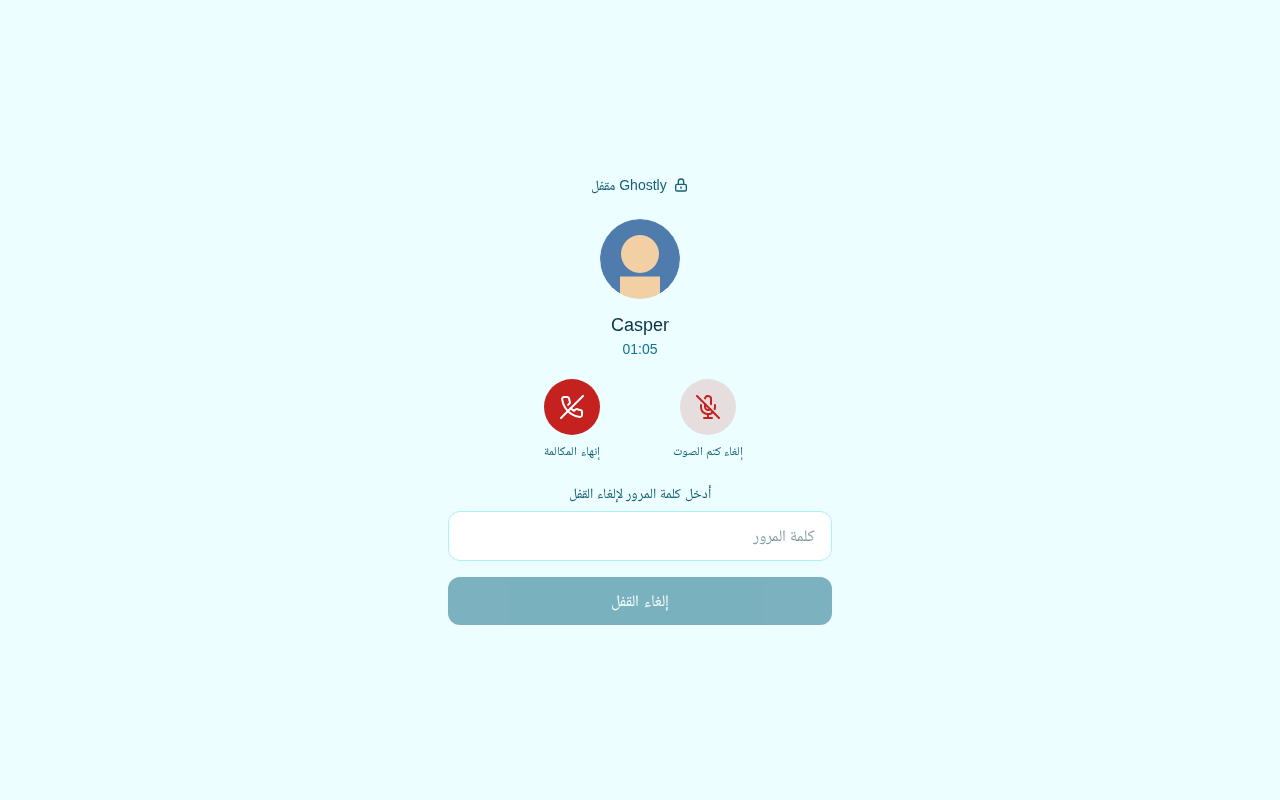 Ghostly مقفل
Casper
01:05
إلغاء كتم الصوت
إنهاء المكالمة
أدخل كلمة المرور لإلغاء القفل
كلمة المرور
إلغاء القفل